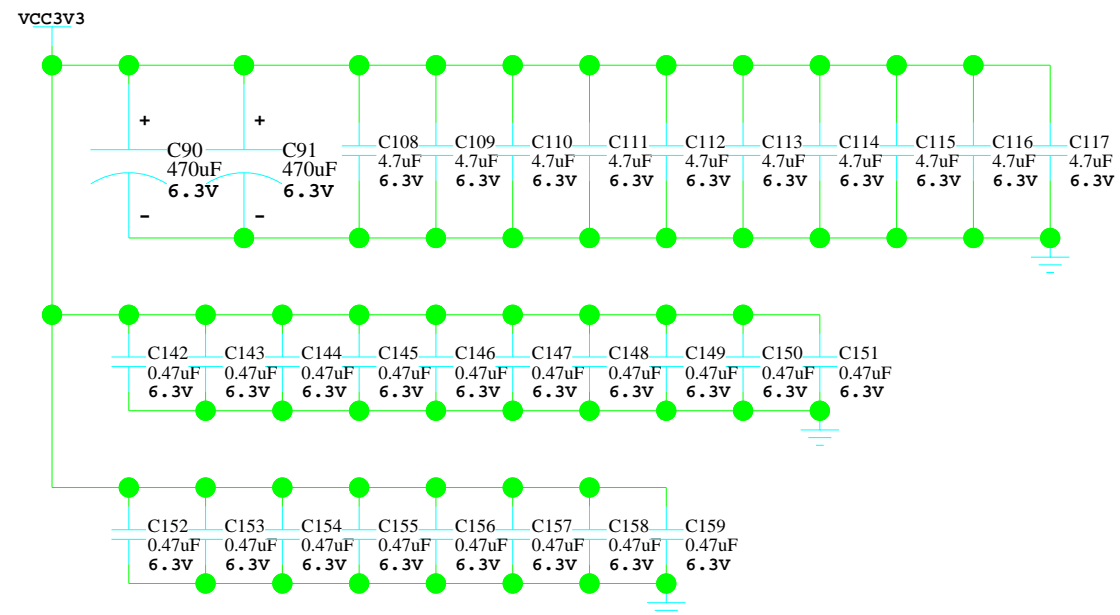 VCC3V3
+ +
C90 C91 C108 C109 C110 C111 C112 C113 C114 C115 C116 C117
470uF 470uF 4.7uF 4.7uF 4.7uF 4.7uF 4.7uF 4.7uF 4.7uF 4.7uF 4.7uF 4.7uF
6.3V 6.3V 6.3V 6.3V 6.3V 6.3V 6.3V 6.3V 6.3V 6.3V 6.3V 6.3V
- -
C142 C143 C144 C145 C146 C147 C148 C149 C150 C151
0.47uF 0.47uF 0.47uF 0.47uF 0.47uF 0.47uF 0.47uF 0.47uF 0.47uF 0.47uF
6.3V 6.3V 6.3V 6.3V 6.3V 6.3V 6.3V 6.3V 6.3V 6.3V
C152 C153 C154 C155 C156 C157 C158 C159
0.47uF 0.47uF 0.47uF 0.47uF 0.47uF 0.47uF 0.47uF 0.47uF
6.3V 6.3V 6.3V 6.3V 6.3V 6.3V 6.3V 6.3V